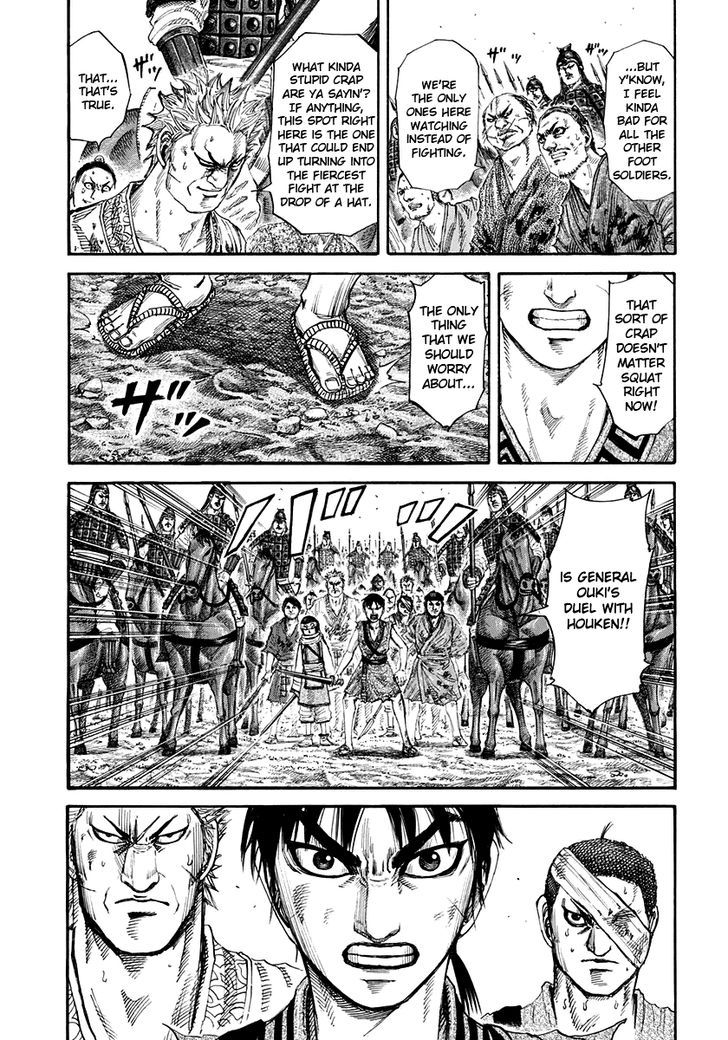 ...BUT
Y'KNOW,
I FEEL
KINDA
BAD FOR
ALL THE
OTHER
FOOT
SOLDIERS.
WE'RE
THE ONLY
ONES HERE
WATCHING
INSTEAD
OF
FIGHTING.
WHAT KINDA
STUPID CRAP
ARE YA SAYIN'?
IF ANYTHING,
THIS SPOT RIGHT
HERE IS THE ONE
THAT COULD END
UP TURNING INTO
THE FIERCEST
FIGHT AT THE
DROP OF A HAT.
THAT...
THAT'S
TRUE.
THAT
SORT OF
CRAP
DOESN'T
MATTER
SQUAT
RIGHT
NOW!
THE ONLY
THING
THAT WE
SHOULD
WORRY
ABOUT...
ザッ
IS GENERAL
OUKI'S
DUEL WITH
HOUKEN!!